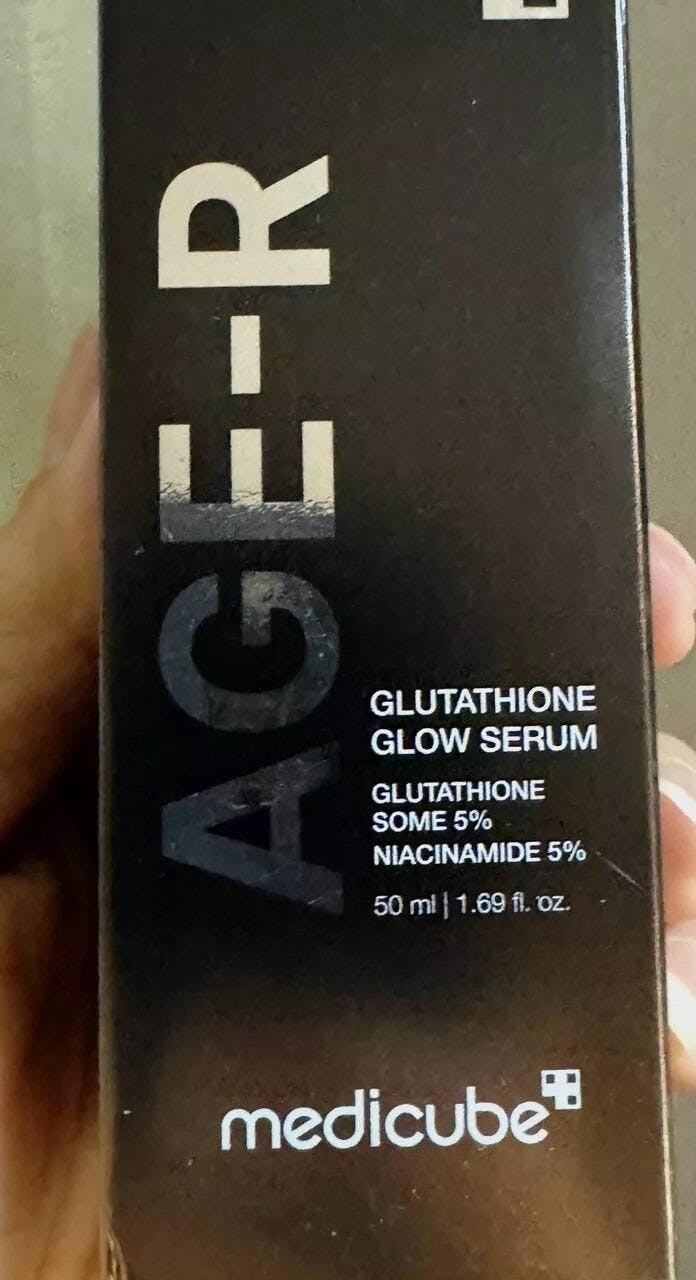 AGE-R
GLUTATHIONE
GLOW SERUM
GLUTATHIONE
SOME 5%
NIACINAMIDE 5%
50 ml | 1.69 fl. oz.
medicube